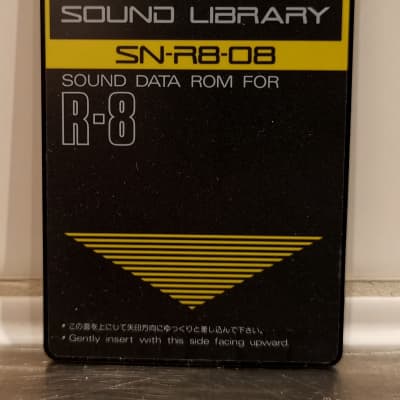 SOUND LIBRARY
SN-R8-08
SOUND DATA ROM FOR
R-8
• この面を上にして矢印方向にゆっくりと差し込んで下さい。
• Gently insert with this side facing upward.